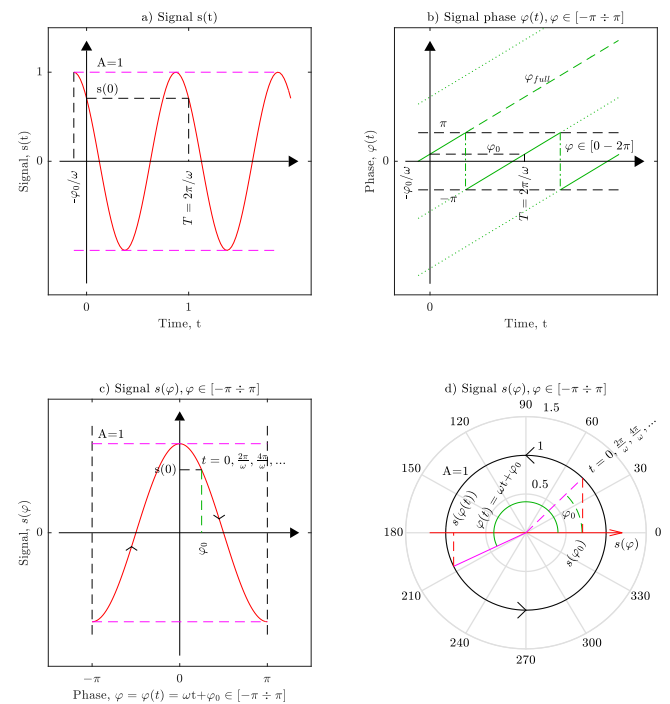 a) Signal s(t)
A=1
s(0)
1
0
Signal, s(t)
-φ₀/ω
T = 2π/ω
0
1
Time, t
b) Signal phase φ(t), φ ∈ [−π ÷ π]
φ_full
π
φ₀
φ ∈ [0 − 2π]
0
Phase, φ(t)
-φ₀/ω
−π
T = 2π/ω
0
Time, t
c) Signal s(φ), φ ∈ [−π ÷ π]
A=1
t = 0, 2π/ω, 4π/ω, ...
s(0)
0
Signal, s(φ)
φ₀
−π
0
π
Phase, φ = φ(t) = ωt+φ₀ ∈ [−π ÷ π]
d) Signal s(φ), φ ∈ [−π ÷ π]
90
1.5
120
60
t = 0, 2π/ω, 4π/ω, ...
1
150
A=1
30
0.5
s(φ(t))
φ(t) = ωt+φ₀
φ₀
180
0
s(φ)
s(φ₀)
210
330
240
300
270